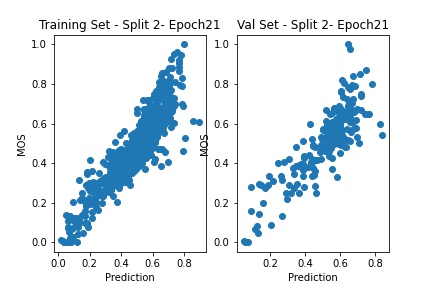 Training Set - Split 2- Epoch21
1.0
0.8
0.6
0.4
0.2
0.0
MOS
0.0 0.2 0.4 0.6 0.8
Prediction
Val Set - Split 2- Epoch21
1.0
0.8
0.6
0.4
0.2
0.0
MOS
0.2 0.4 0.6 0.8
Prediction